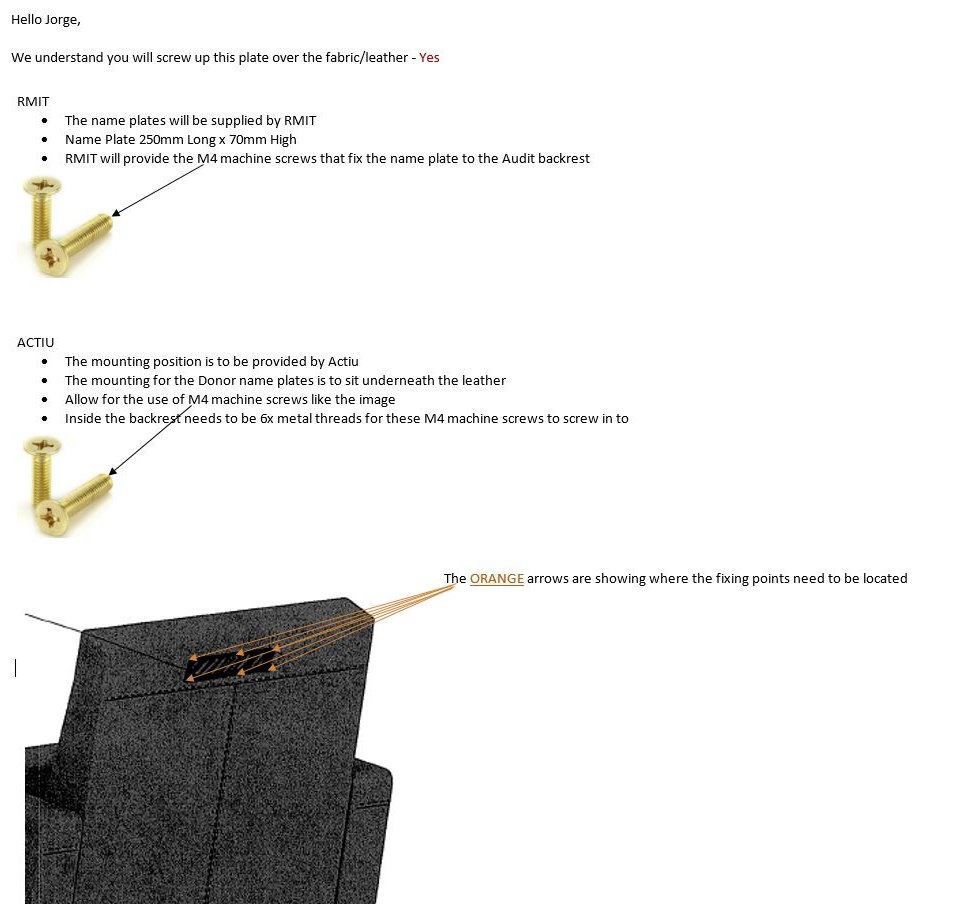 Hello Jorge,
We understand you will screw up this plate over the fabric/leather - Yes
RMIT
• The name plates will be supplied by RMIT
• Name Plate 250mm Long x 70mm High
• RMIT will provide the M4 machine screws that fix the name plate to the Audit backrest
ACTIU
• The mounting position is to be provided by Actiu
• The mounting for the Donor name plates is to sit underneath the leather
• Allow for the use of M4 machine screws like the image
• Inside the backrest needs to be 6x metal threads for these M4 machine screws to screw in to
The ORANGE arrows are showing where the fixing points need to be located